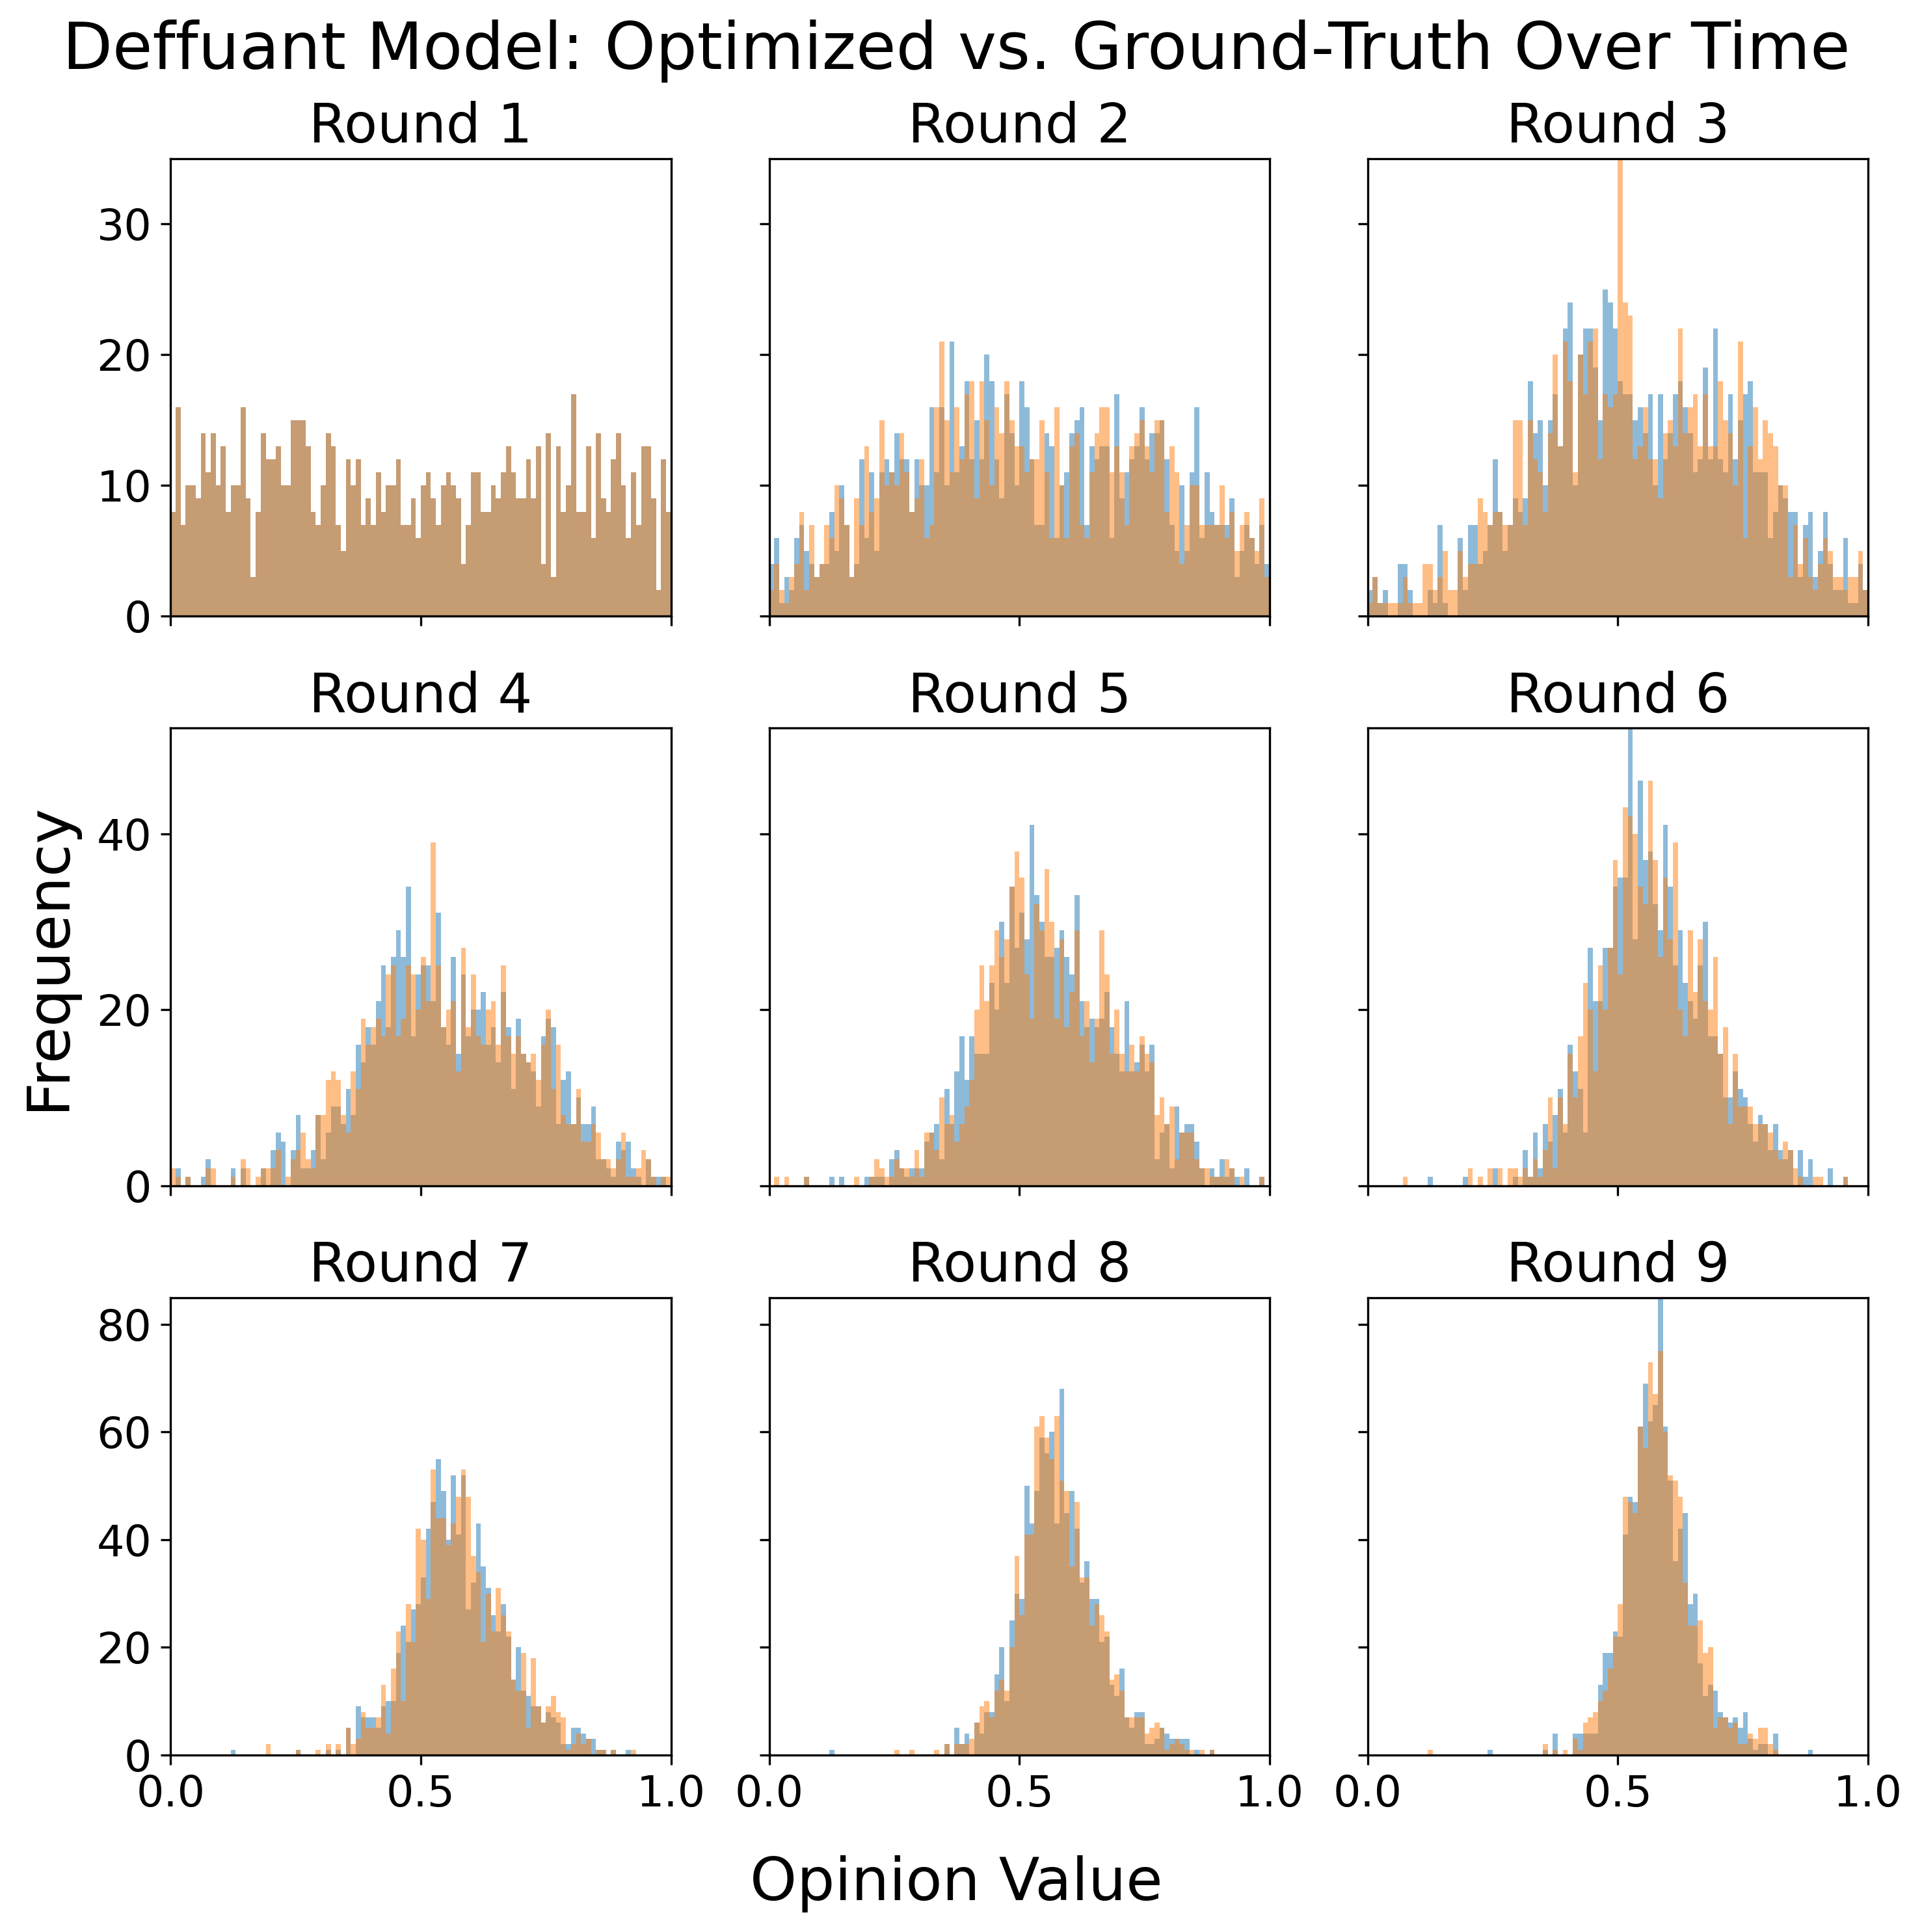 Deffuant Model: Optimized vs. Ground-Truth Over Time
Round 1
Round 2
Round 3
30
20
10
0
Round 4
Round 5
Round 6
Frequency
40
20
0
Round 7
Round 8
Round 9
80
60
40
20
0
0.0 0.5 1.0 0.0 0.5 1.0 0.0 0.5 1.0
Opinion Value